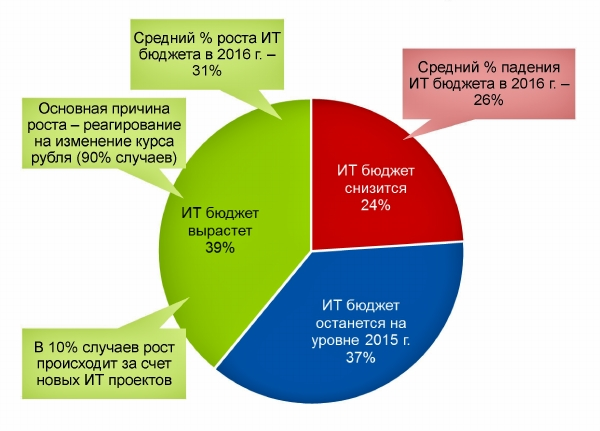 Средний % роста ИТ
бюджета в 2016 г. –
31%
Средний % падения
ИТ бюджета в 2016 г. –
26%
Основная причина
роста – реагирование
на изменение курса
рубля (90% случаев)
ИТ бюджет
снизится
24%
ИТ бюджет
вырастет
39%
ИТ бюджет
останется на
уровне 2015 г.
37%
В 10% случаев рост
происходит за счет
новых ИТ проектов